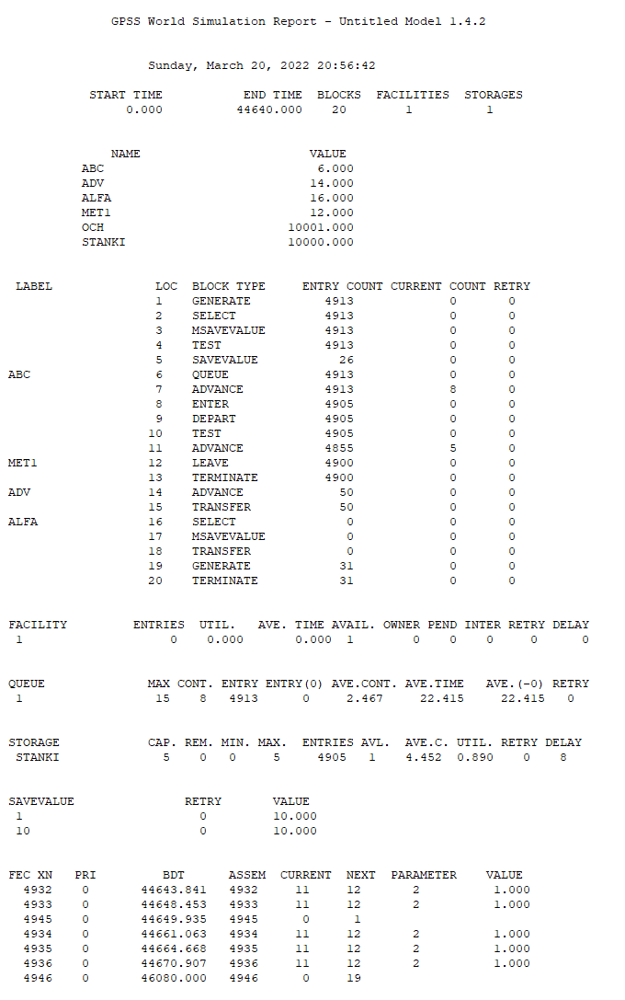 GPSS World Simulation Report - Untitled Model 1.4.2
Sunday, March 20, 2022 20:56:42
START TIME END TIME BLOCKS FACILITIES STORAGES
0.000 44640.000 20 1 1
NAME VALUE
ABC 6.000
ADV 14.000
ALFA 16.000
MET1 12.000
OCH 10001.000
STANKI 10000.000
LABEL LOC BLOCK TYPE ENTRY COUNT CURRENT COUNT RETRY
1 GENERATE 4913 0 0
2 SELECT 4913 0 0
3 MSAVEVALUE 4913 0 0
4 TEST 4913 0 0
5 SAVEVALUE 26 0 0
ABC 6 QUEUE 4913 0 0
7 ADVANCE 4913 8 0
8 ENTER 4905 0 0
9 DEPART 4905 0 0
10 TEST 4905 0 0
11 ADVANCE 4855 5 0
MET1 12 LEAVE 4900 0 0
13 TERMINATE 4900 0 0
ADV 14 ADVANCE 50 0 0
15 TRANSFER 50 0 0
ALFA 16 SELECT 0 0 0
17 MSAVEVALUE 0 0 0
18 TRANSFER 0 0 0
19 GENERATE 31 0 0
20 TERMINATE 31 0 0
FACILITY ENTRIES UTIL. AVE. TIME AVAIL. OWNER PEND INTER RETRY DELAY
1 0 0.000 0.000 1 0 0 0 0 0
QUEUE MAX CONT. ENTRY ENTRY(0) AVE.CONT. AVE.TIME AVE.(-0) RETRY
1 15 8 4913 0 2.467 22.415 22.415 0
STORAGE CAP. REM. MIN. MAX. ENTRIES AVL. AVE.C. UTIL. RETRY DELAY
STANKI 5 0 0 5 4905 1 4.452 0.890 0 8
SAVEVALUE RETRY VALUE
1 0 10.000
10 0 10.000
FEC XN PRI BDT ASSEM CURRENT NEXT PARAMETER VALUE
4932 0 44643.841 4932 11 12 2 1.000
4933 0 44648.453 4933 11 12 2 1.000
4945 0 44649.935 4945 0 1
4934 0 44661.063 4934 11 12 2 1.000
4935 0 44664.668 4935 11 12 2 1.000
4936 0 44670.907 4936 11 12 2 1.000
4946 0 46080.000 4946 0 19